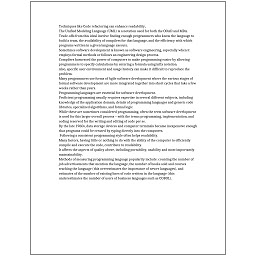 Techniques like Code refactoring can enhance readability.
The Unified Modeling Language (UML) is a notation used for both the OOAD and MDA.
Trade-offs from this ideal involve finding enough programmers who know the language to
build a team, the availability of compilers for that language, and the efficiency with which
programs written in a given language execute.
Sometimes software development is known as software engineering, especially when it
employs formal methods or follows an engineering design process.
Compilers harnessed the power of computers to make programming easier by allowing
programmers to specify calculations by entering a formula using infix notation.
Also, specific user environment and usage history can make it difficult to reproduce the
problem.
Many programmers use forms of Agile software development where the various stages of
formal software development are more integrated together into short cycles that take a few
weeks rather than years.
Programming languages are essential for software development.
Proficient programming usually requires expertise in several different subjects, including
knowledge of the application domain, details of programming languages and generic code
libraries, specialized algorithms, and formal logic.
While these are sometimes considered programming, often the term software development
is used for this larger overall process – with the terms programming, implementation, and
coding reserved for the writing and editing of code per se.
By the late 1960s, data storage devices and computer terminals became inexpensive enough
that programs could be created by typing directly into the computers.
Following a consistent programming style often helps readability.
Many factors, having little or nothing to do with the ability of the computer to efficiently
compile and execute the code, contribute to readability.
It affects the aspects of quality above, including portability, usability and most importantly
maintainability.
Methods of measuring programming language popularity include: counting the number of
job advertisements that mention the language, the number of books sold and courses
teaching the language (this overestimates the importance of newer languages), and
estimates of the number of existing lines of code written in the language (this
underestimates the number of users of business languages such as COBOL).